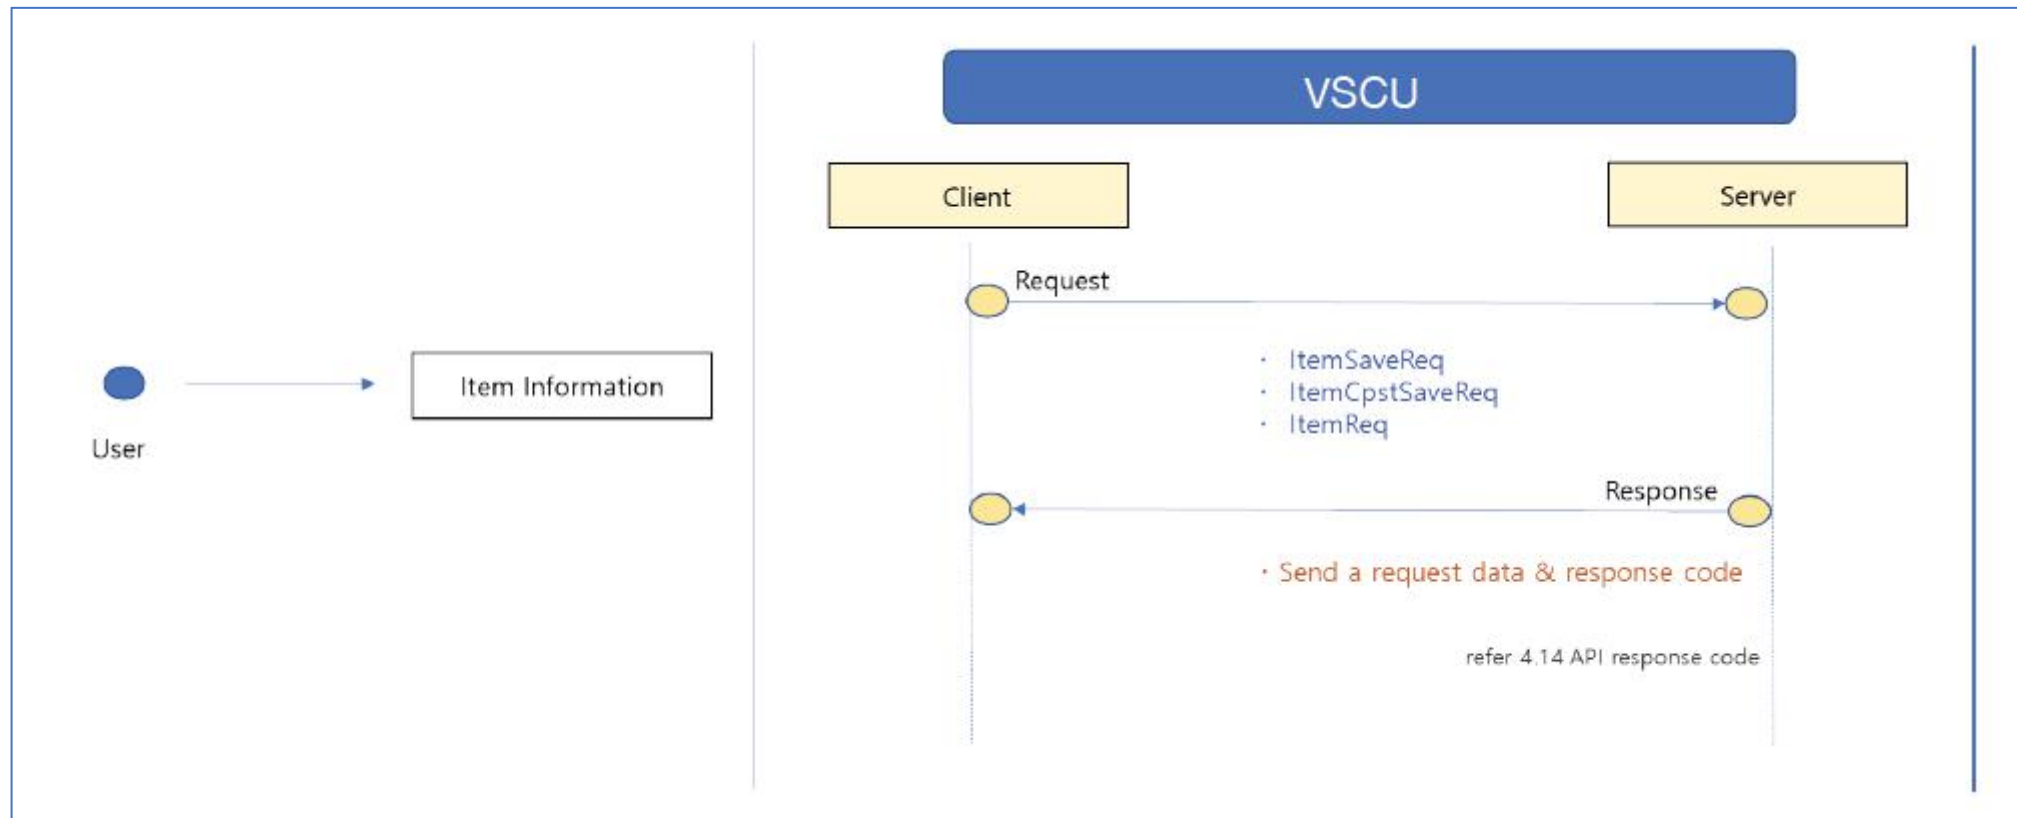 VSCU
Client
Server
Request
· ItemSaveReq
· ItemCpstSaveReq
· ItemReq
Item Information
User
Response
· Send a request data & response code
refer 4.14 API response code